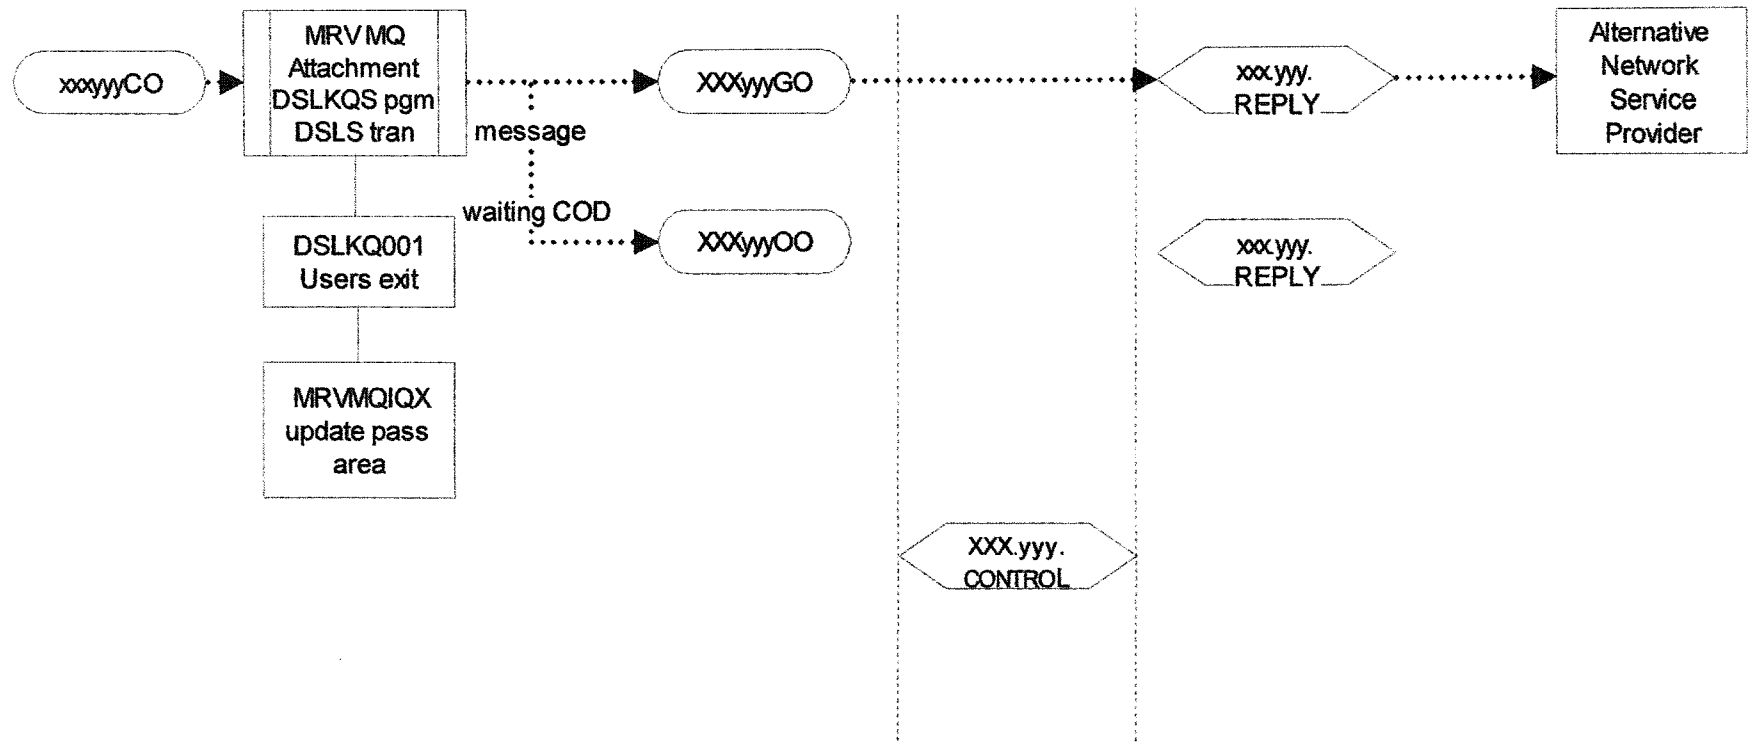 xxxyyyCO
MRV MQ
Attachment
DSLKQS pgm
DSLS tran
message
waiting COD
XXXyyyGO
XXXyyyOO
xxx.yyy.
REPLY
Alternative
Network
Service
Provider
xxx.yyy.
REPLY
DSLKQ001
Users exit
MRVMQIQX
update pass
area
XXX.yyy.
CONTROL